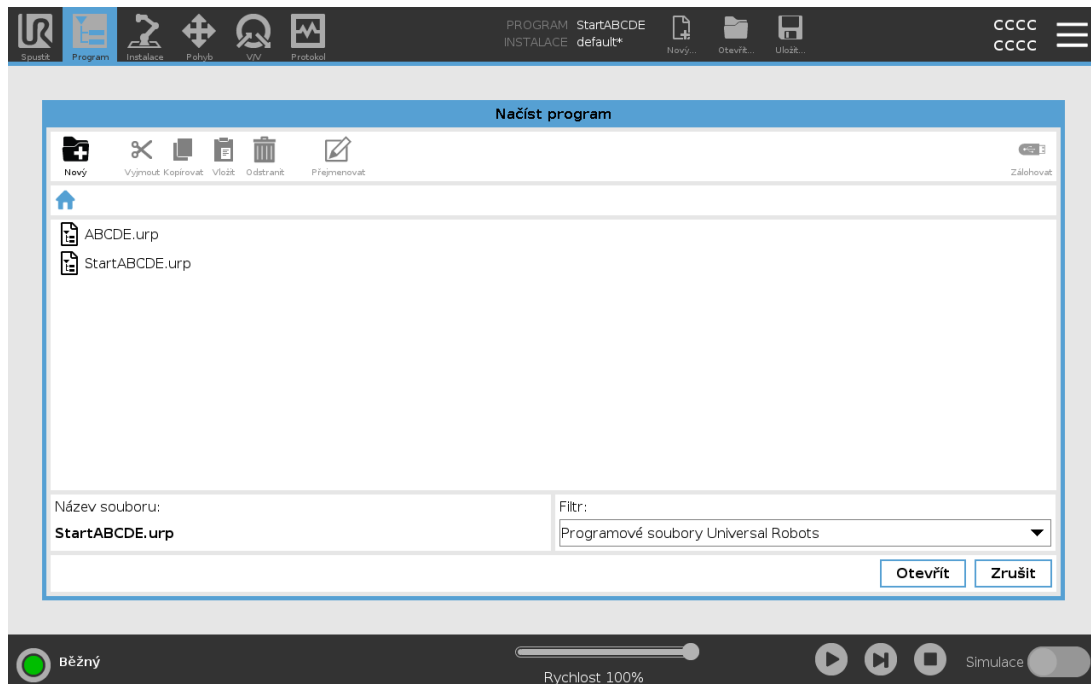 PROGRAM StartABCDE
INSTALACE default*
CCCC
CCCC
Spustit Program Instalace Pohyb V/V Protokol Nový... Otevřít... Uložit...
Načíst program
Nový Vyjmout Kopírovat Vložit Odstranit Přejmenovat Zálohovat
ABCDE.urp
StartABCDE.urp
Název souboru: Filtr:
StartABCDE.urp Programové soubory Universal Robots
Otevřít Zrušit
Běžný
Rychlost 100%
Simulace